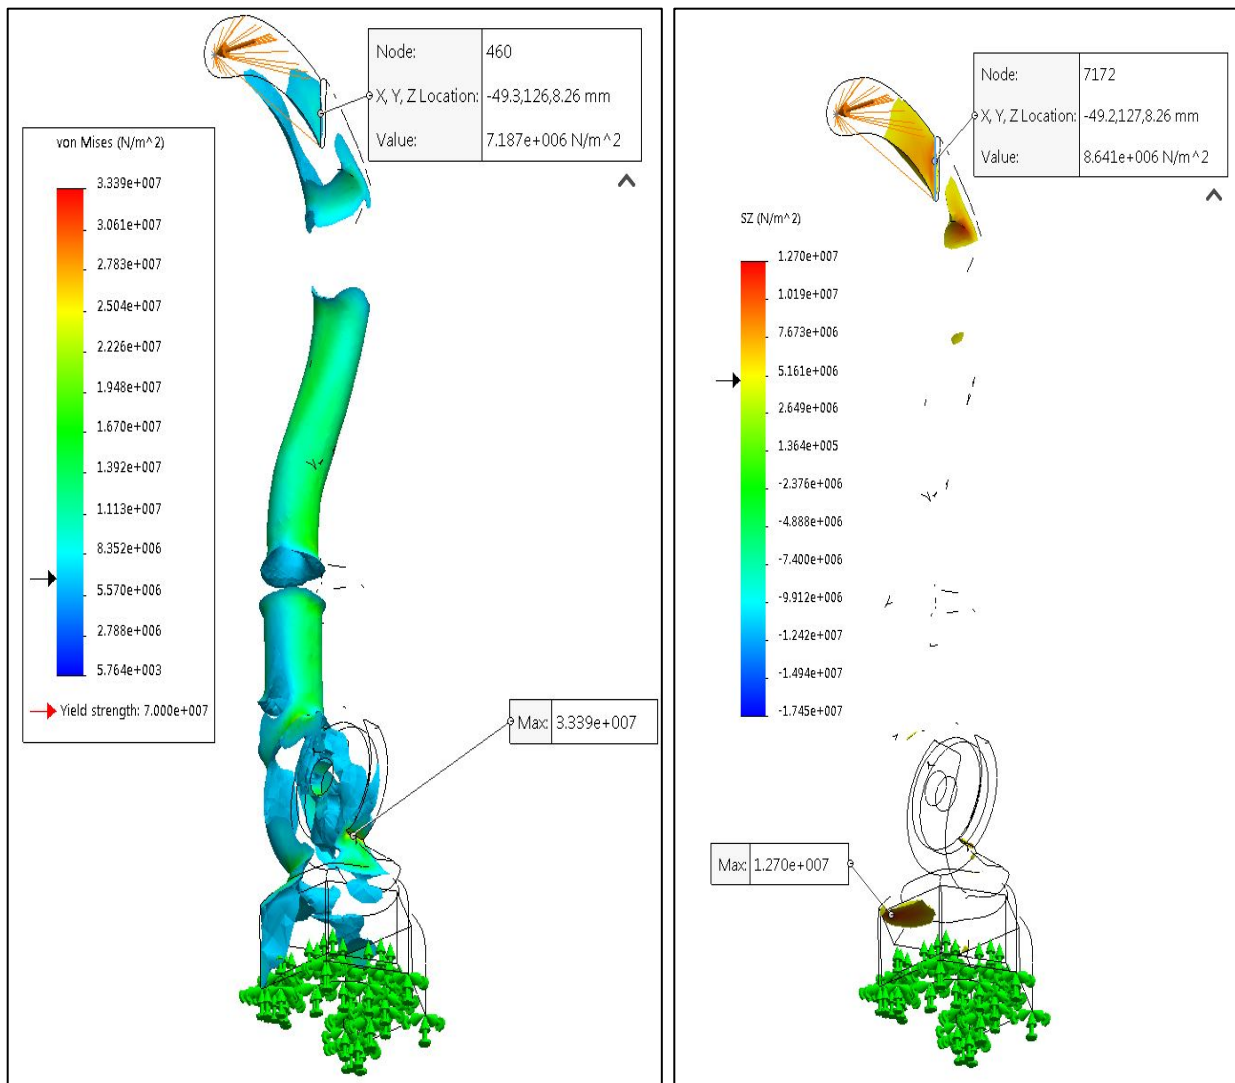 Node: 460
X, Y, Z Location: -49.3,126,8.26 mm
Value: 7.187e+006 N/m^2
von Mises (N/m^2)
3.339e+007
3.061e+007
2.783e+007
2.504e+007
2.226e+007
1.948e+007
1.670e+007
1.392e+007
1.113e+007
8.352e+006
5.570e+006
2.788e+006
5.764e+003
Yield strength: 7.000e+007
Max: 3.339e+007
Node: 7172
X, Y, Z Location: -49.2,127,8.26 mm
Value: 8.641e+006 N/m^2
SZ (N/m^2)
1.270e+007
1.019e+007
7.673e+006
5.161e+006
2.649e+006
1.364e+005
-2.376e+006
-4.888e+006
-7.400e+006
-9.912e+006
-1.242e+007
-1.494e+007
-1.745e+007
Max: 1.270e+007